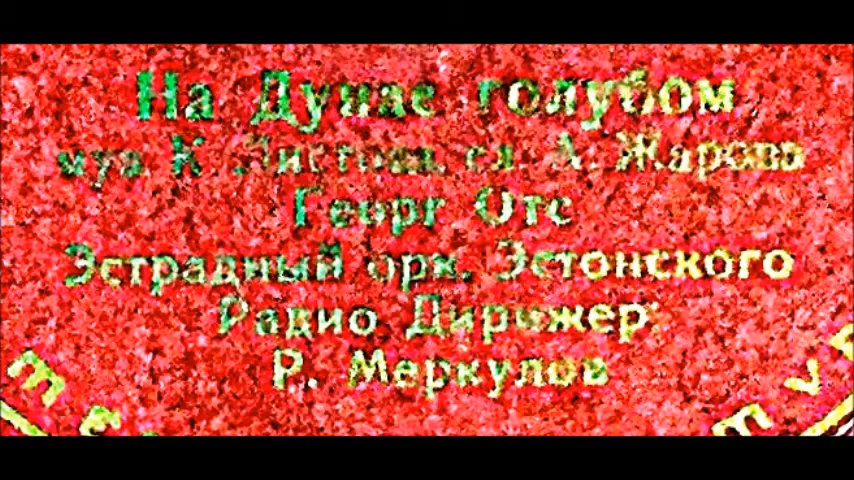 На Дунае голубом
муз. К. Листова, сл. А. Жарова
Георг Отс
Эстрадный орк. Эстонского
Радио Дирижер:
Р. Меркулов